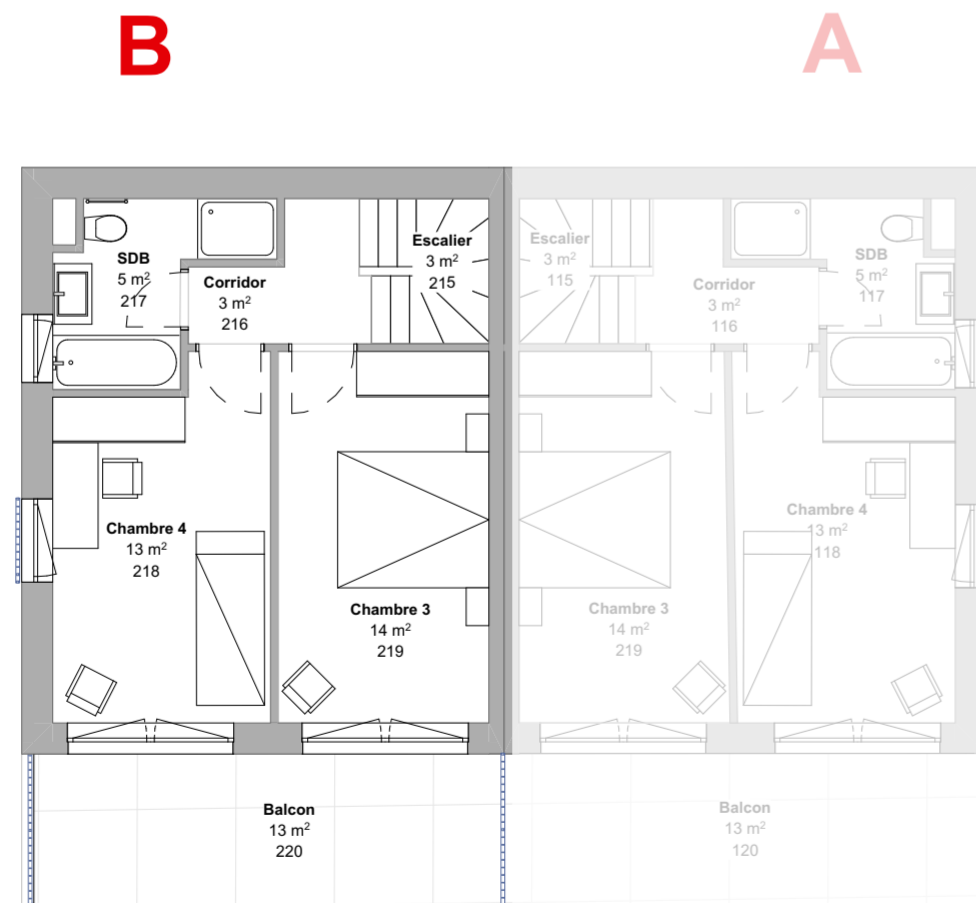 B
A
SDB
5 m²
217
Corridor
3 m²
216
Escalier
3 m²
215
Escalier
3 m²
115
Corridor
3 m²
116
SDB
5 m²
117
Chambre 4
13 m²
218
Chambre 3
14 m²
219
Chambre 3
14 m²
219
Chambre 4
13 m²
118
Balcon
13 m²
220
Balcon
13 m²
120